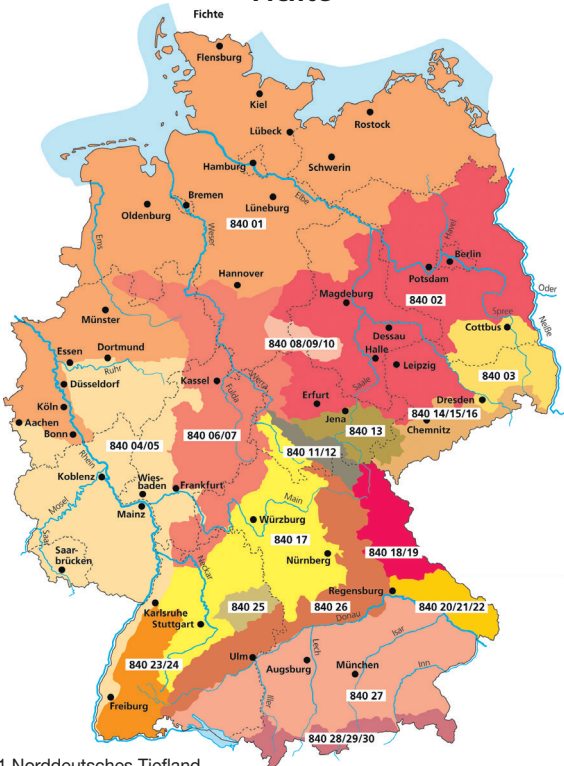 Fichte
Flensburg
Kiel
Lübeck
Rostock
Hamburg
Schwerin
Bremen
Oldenburg
Lüneburg
Elbe
Ems
Weser
840 01
Hannover
Havel
Berlin
Potsdam
Magdeburg
840 02
Oder
Neiße
Spree
Cottbus
Münster
Dessau
840 08/09/10
Halle
Leipzig
840 03
Essen
Dortmund
Ruhr
Düsseldorf
Kassel
Fulda
Werra
Saale
Erfurt
Dresden
Köln
Jena
840 14/15/16
Aachen
Bonn
840 04/05
840 06/07
840 13
Chemnitz
840 11/12
Rhein
Koblenz
Wies-
baden
Frankfurt
Mosel
Mainz
Main
Würzburg
840 17
Saar
Saar-
brücken
Nürnberg
840 18/19
Neckar
Regensburg
Karlsruhe
840 25
840 26
840 20/21/22
Stuttgart
Donau
840 23/24
Ulm
Lech
Isar
Augsburg
München
Inn
Iller
840 27
Freiburg
840 28/29/30
Norddeutsches Tiefland